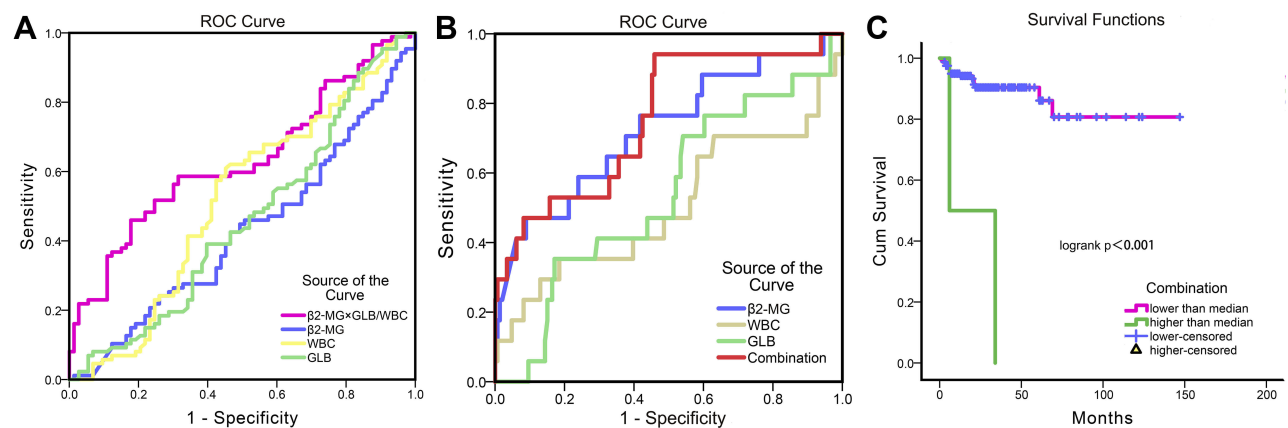 A
ROC Curve
Sensitivity
1.0
0.8
0.6
0.4
0.2
0.0
0.0 0.2 0.4 0.6 0.8 1.0
1 - Specificity
Source of the
Curve
β2-MG×GLB/WBC
β2-MG
WBC
GLB
B
ROC Curve
Sensitivity
1.0
0.8
0.6
0.4
0.2
0.0
0.0 0.2 0.4 0.6 0.8 1.0
1 - Specificity
Source of the
Curve
β2-MG
WBC
GLB
Combination
C
Survival Functions
Cum Survival
1.0
0.8
0.6
0.4
0.2
0.0
0 50 100 150 200
Months
logrank p<0.001
Combination
lower than median
higher than median
lower-censored
higher-censored